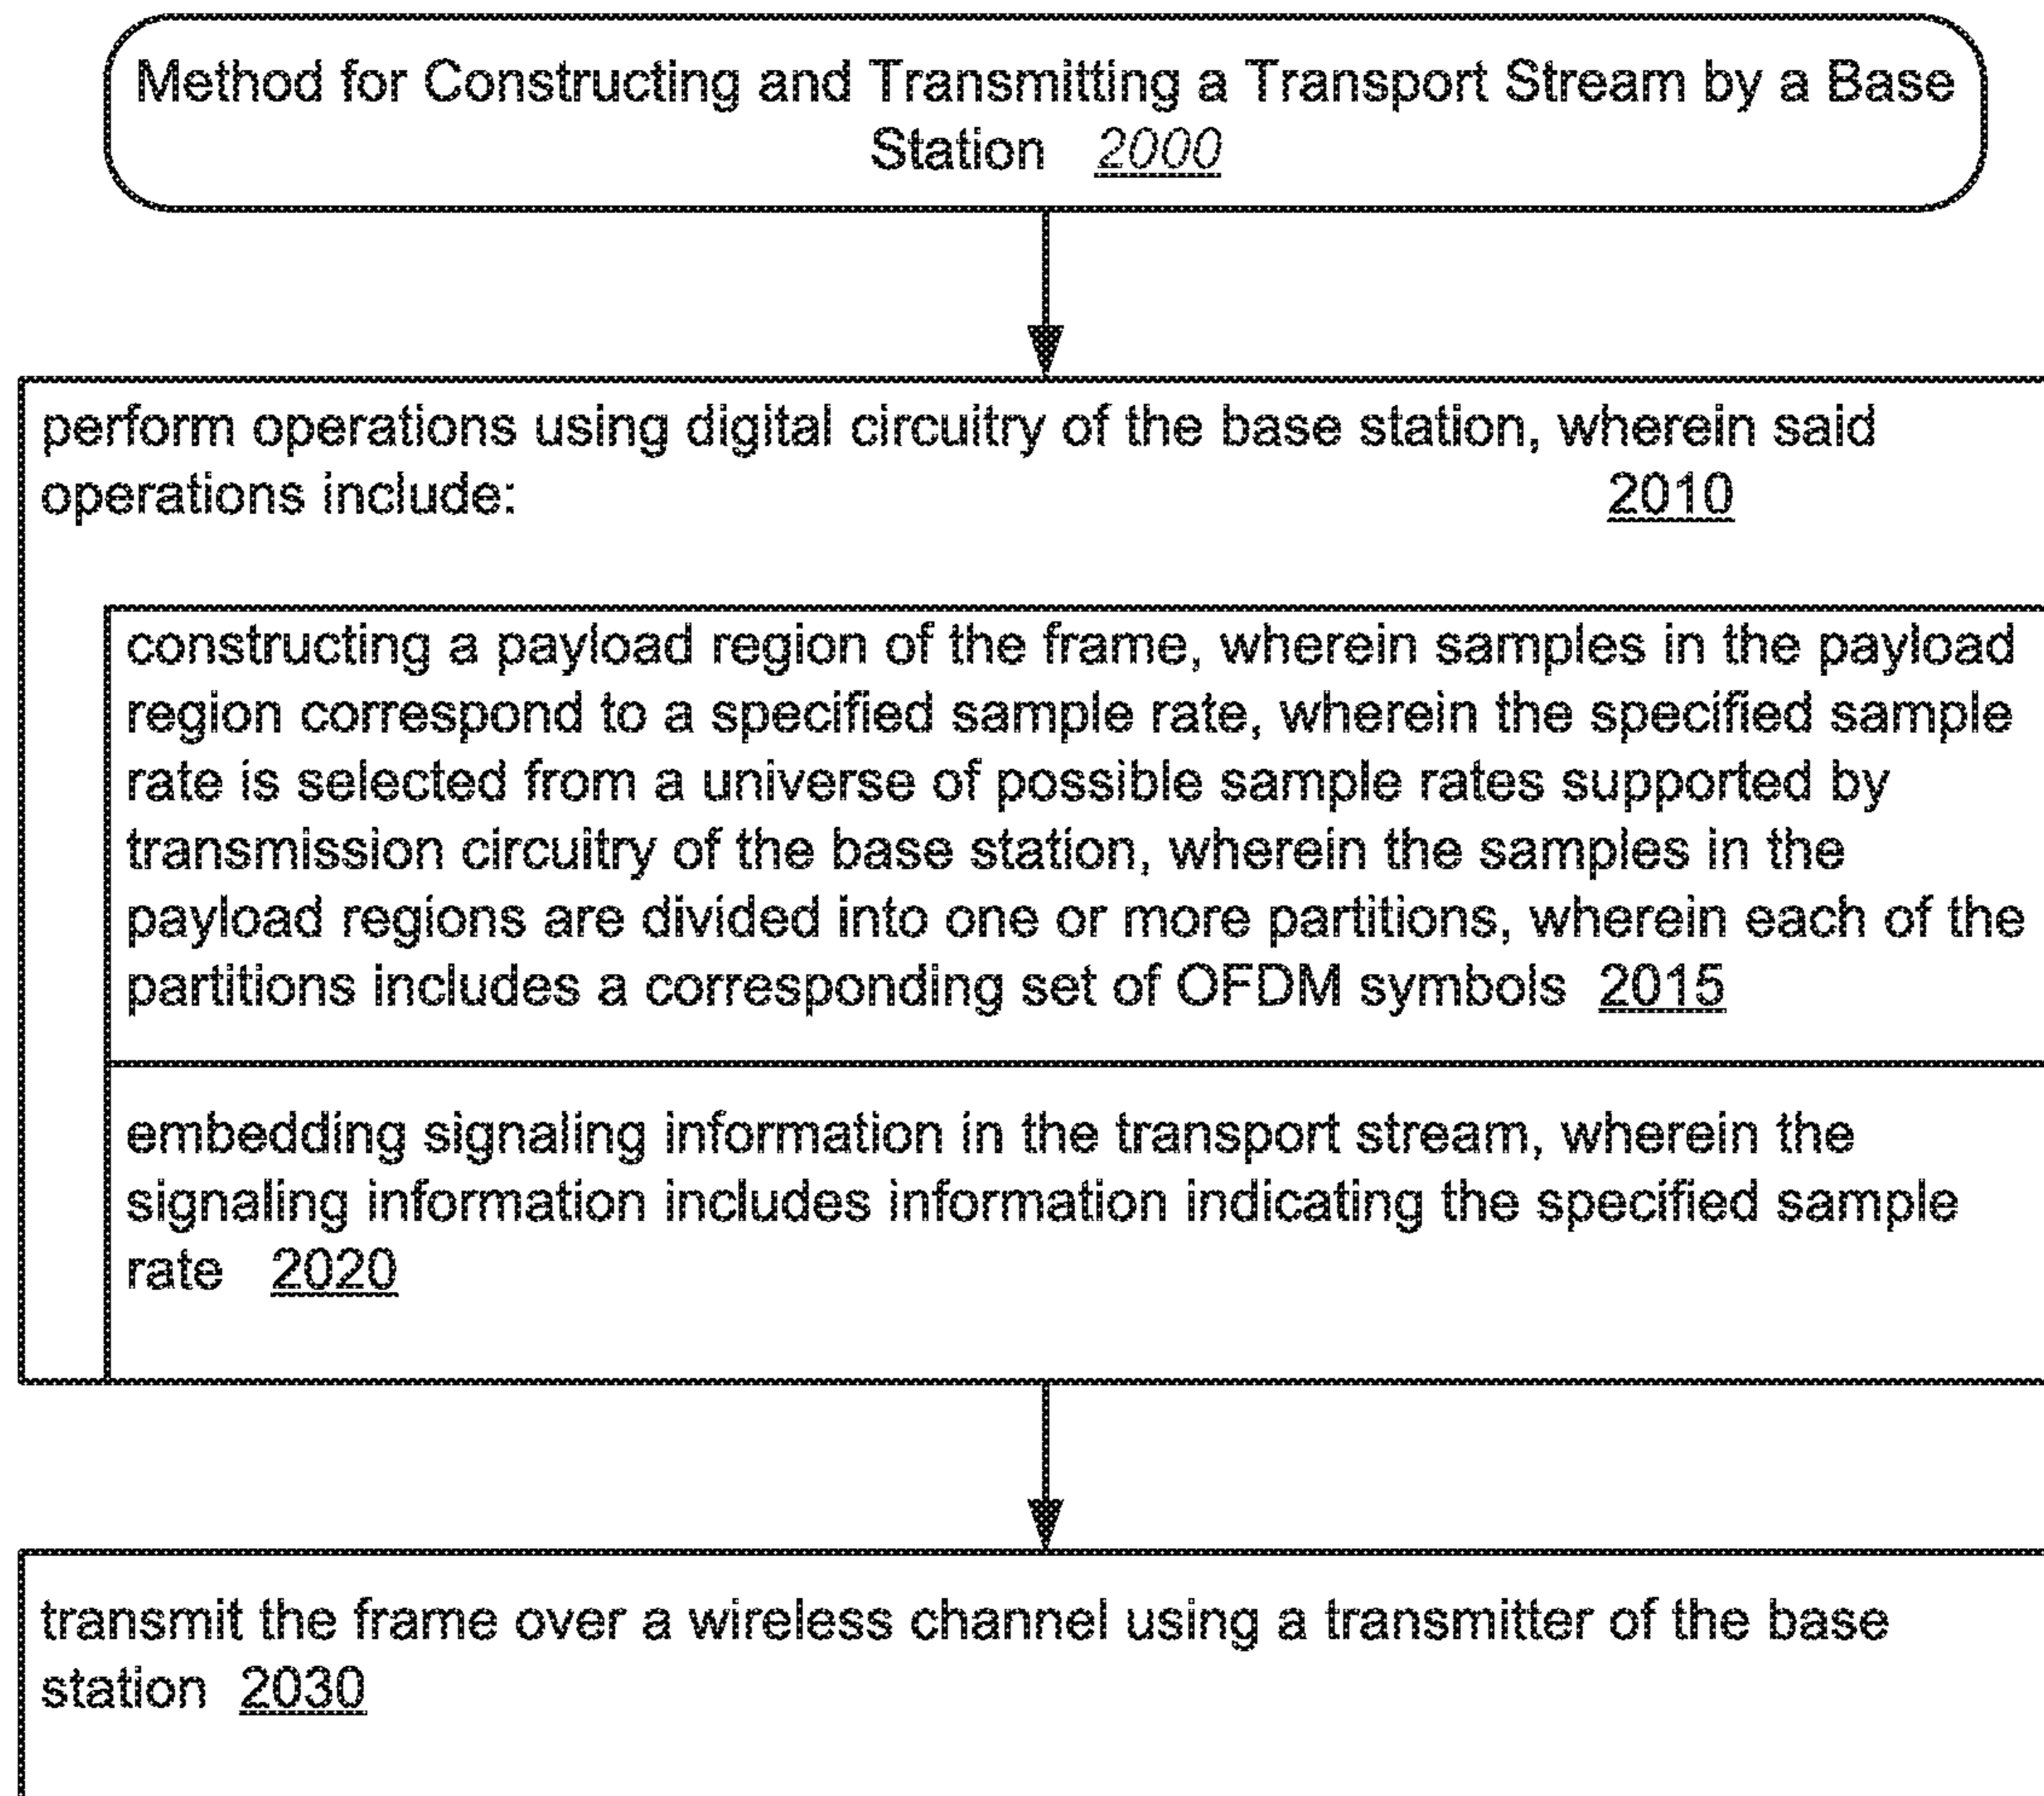 Method for Constructing and Transmitting a Transport Stream by a Base
Station 2000
perform operations using digital circuitry of the base station, wherein said
operations include: 2010
constructing a payload region of the frame, wherein samples in the payload
region correspond to a specified sample rate, wherein the specified sample
rate is selected from a universe of possible sample rates supported by
transmission circuitry of the base station, wherein the samples in the
payload regions are divided into one or more partitions, wherein each of the
partitions includes a corresponding set of OFDM symbols 2015
embedding signaling information in the transport stream, wherein the
signaling information includes information indicating the specified sample
rate 2020
transmit the frame over a wireless channel using a transmitter of the base
station 2030